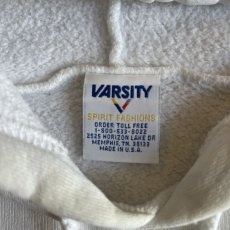 VARSITY
SPIRIT FASHIONS
ORDER TOLL FREE
1-800-533-8022
2525 HORIZON LAKE DR
MEMPHIS, TN. 38133
MADE IN U.S.A.